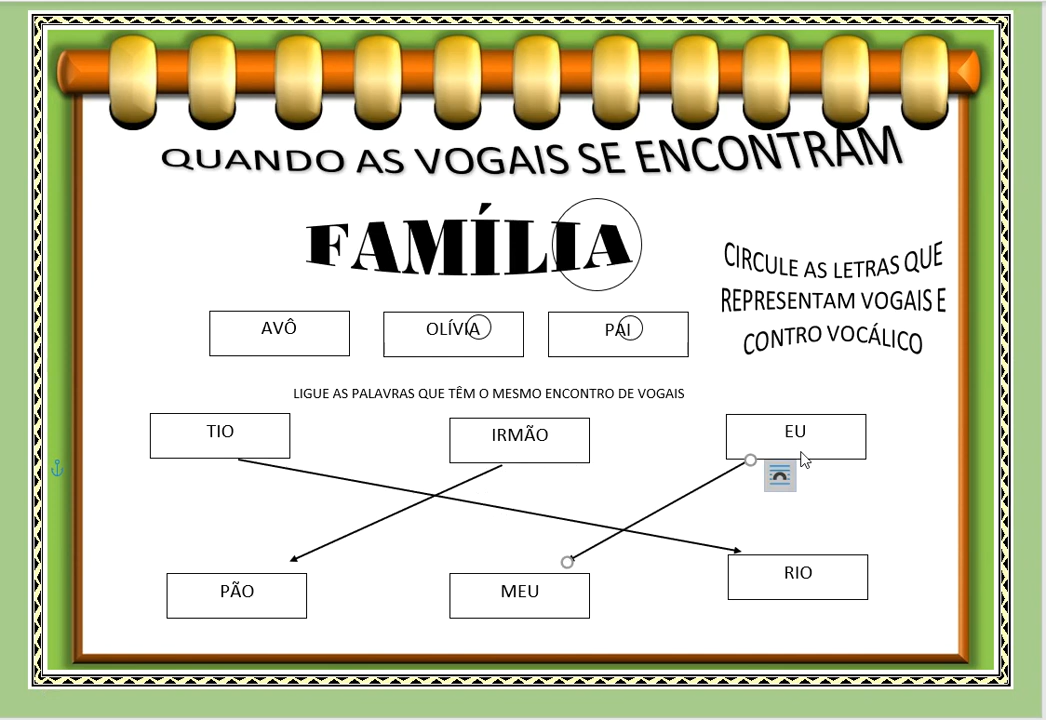 QUANDO AS VOGAIS SE ENCONTRAM
FAMÍLIA
CIRCULE AS LETRAS QUE
REPRESENTAM VOGAIS E
CONTRO VOCÁLICO
AVÔ
OLÍVIA
PAI
LIGUE AS PALAVRAS QUE TÊM O MESMO ENCONTRO DE VOGAIS
TIO
IRMÃO
EU
PÃO
MEU
RIO